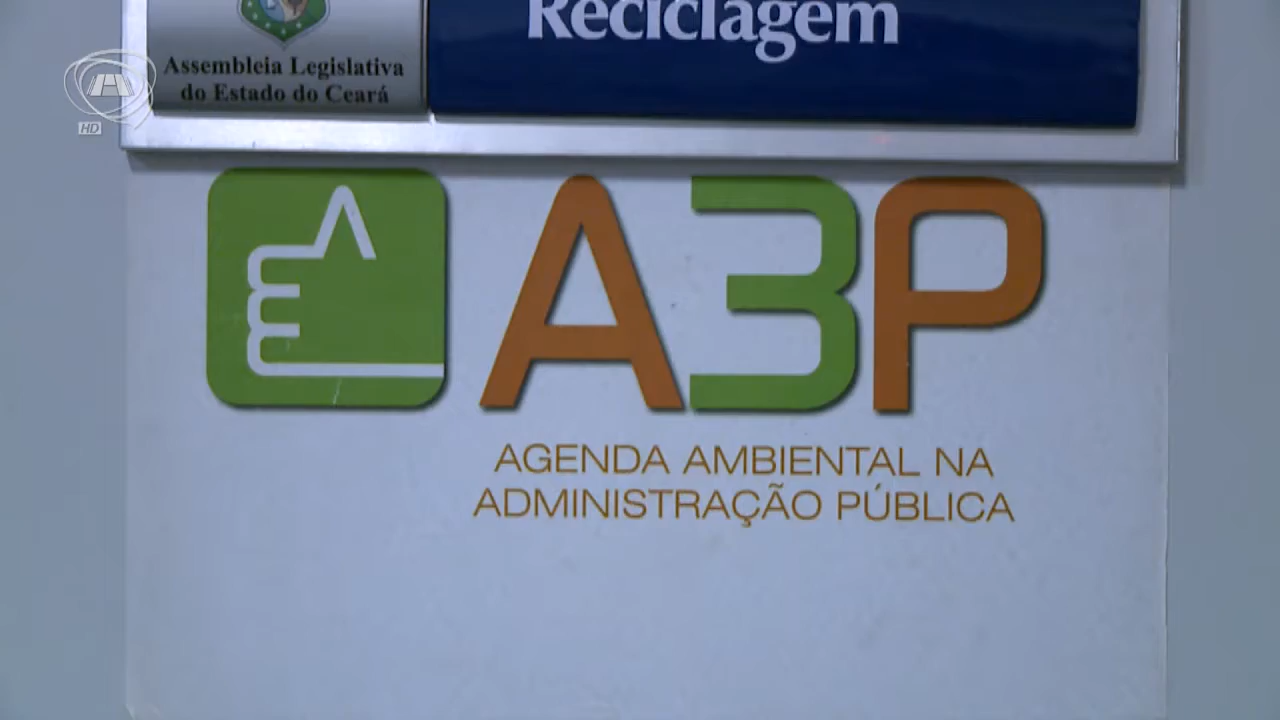 Reciclagem
Assembleia Legislativa
do Estado do Ceará
HD
A3P
AGENDA AMBIENTAL NA
ADMINISTRAÇÃO PÚBLICA